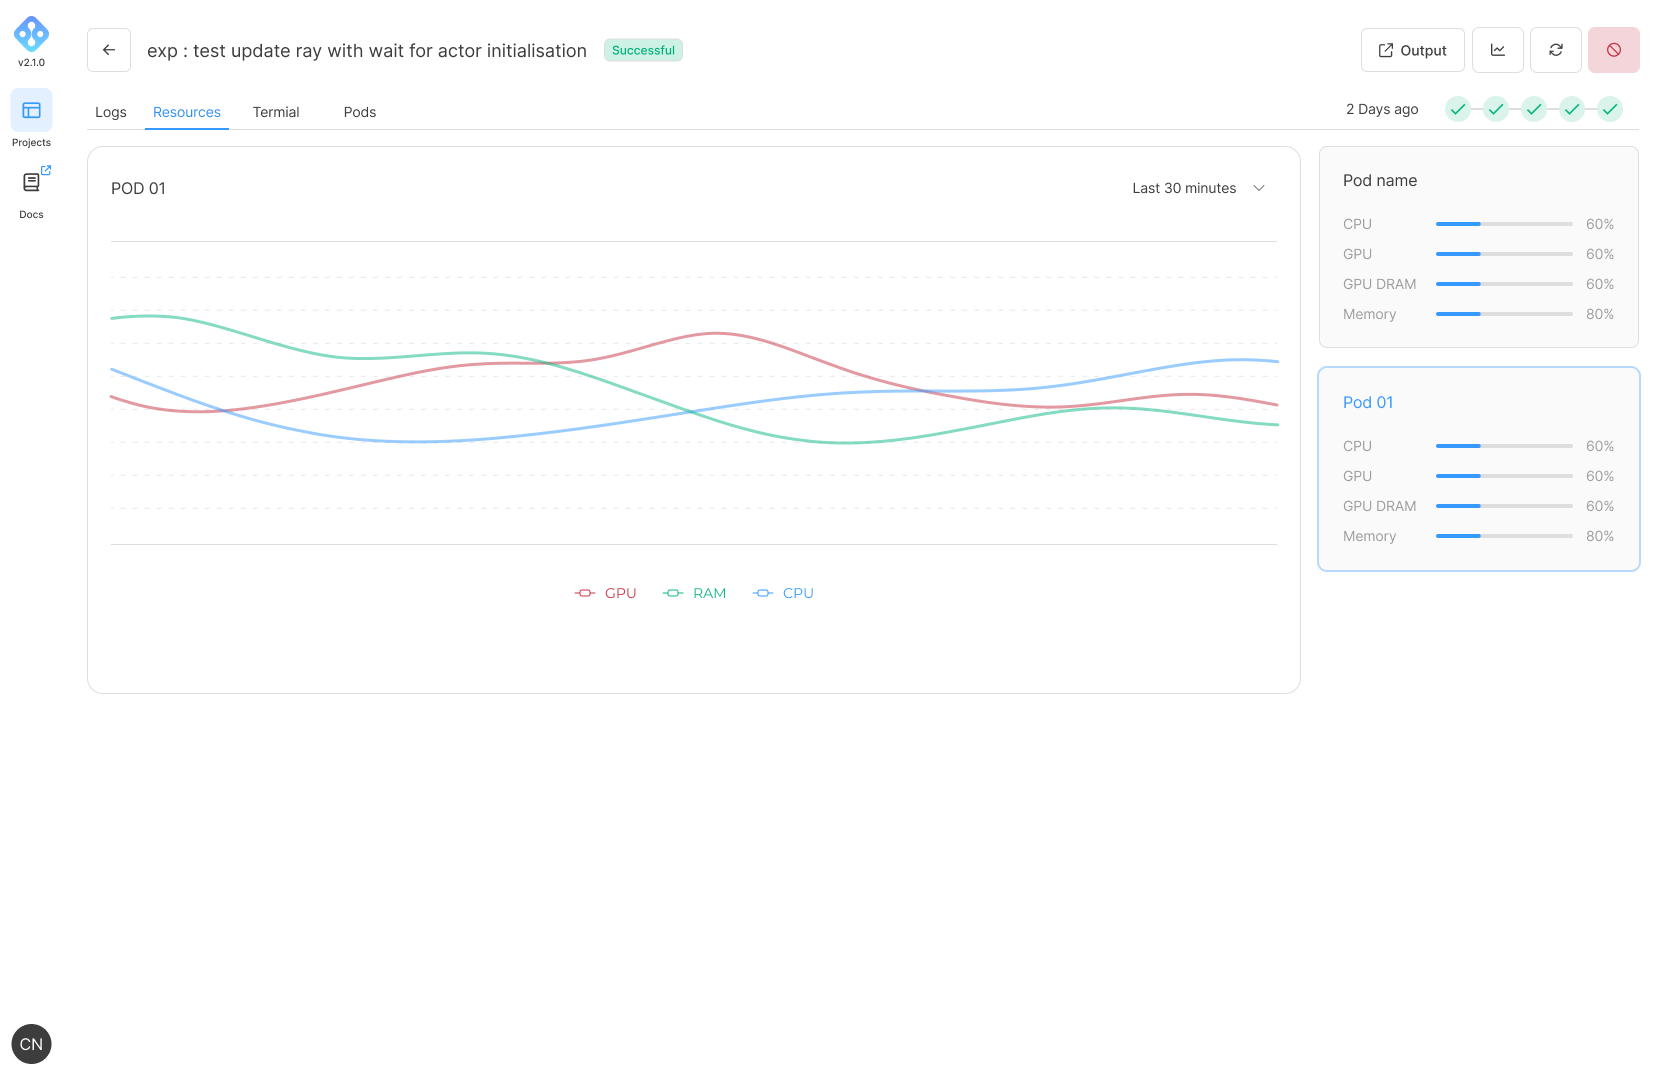 v2.1.0
Projects
Docs
CN
exp : test update ray with wait for actor initialisation
Successful
Output
Logs
Resources
Termial
Pods
2 Days ago
POD 01
Last 30 minutes
GPU
RAM
CPU
Pod name
CPU 60%
GPU 60%
GPU DRAM 60%
Memory 80%
Pod 01
CPU 60%
GPU 60%
GPU DRAM 60%
Memory 80%